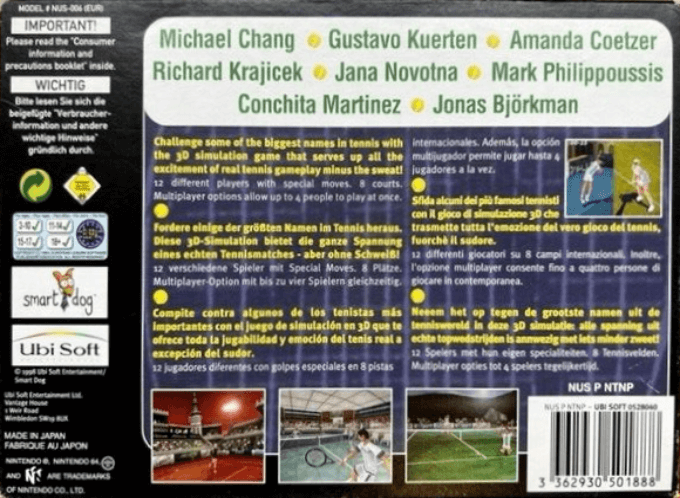 MODEL # NUS-006 (EUR)
IMPORTANT!
Please read the "Consumer
information and
precautions booklet" inside.
WICHTIG
Bitte lesen Sie sich die
beigefügte "Verbraucher-
information und andere
wichtige Hinweise"
gründlich durch.
3-10 11-14
15-17 18+
smart dog
Ubi Soft
© 1998 Ubi Soft Entertainment/
Smart Dog
Ubi Soft Entertainment Ltd.
Vantage House
1 Weir Road
Wimbledon SW19 8UX
MADE IN JAPAN
FABRIQUE AU JAPON
NINTENDO ®, NINTENDO 64
AND N ARE TRADEMARKS
OF NINTENDO CO., LTD.
Michael Chang Gustavo Kuerten Amanda Coetzer
Richard Krajicek Jana Novotna Mark Philippoussis
Conchita Martinez Jonas Björkman
Challenge some of the biggest names in tennis with
the 3D simulation game that serves up all the
excitement of real tennis gameplay minus the sweat!
12 different players with special moves. 8 courts.
Multiplayer options allow up to 4 people to play at once.
Fordere einige der größten Namen im Tennis heraus.
Diese 3D-Simulation bietet die ganze Spannung
eines echten Tennismatches - aber ohne Schweiß!
12 verschiedene Spieler mit Special Moves. 8 Plätze.
Multiplayer-Option mit bis zu vier Spielern gleichzeitig.
Compite contra algunos de los tenistas más
importantes con el juego de simulación en 3D que te
ofrece toda la jugabilidad y emoción del tenis real a
excepción del sudor.
12 jugadores diferentes con golpes especiales en 8 pistas
internacionales. Además, la opción
multijugador permite jugar hasta 4
jugadores a la vez.
Sfida alcuni dei più famosi tennisti
con il gioco di simulazione 3D che
trasmette tutta l'emozione del vero gioco del tennis,
fuorchè il sudore.
12 differenti giocatori su 8 campi internazionali. Inoltre,
l'opzione multiplayer consente fino a quattro persone di
giocare in contemporanea.
Neeem het op tegen de grootste namen uit de
tennisworld in deze 3D simulatie: alle spanning uit
echte topwedstrijden is annwezig met iets minder zweet!
12 Spelers met hun eigen specialiteiten. 8 Tennisvelden.
Multiplayer opties tot 4 spelers tegelijkertijd.
NUS P NTNP
NUS P NTNP - UBI SOFT 0528060
3 362930 501888